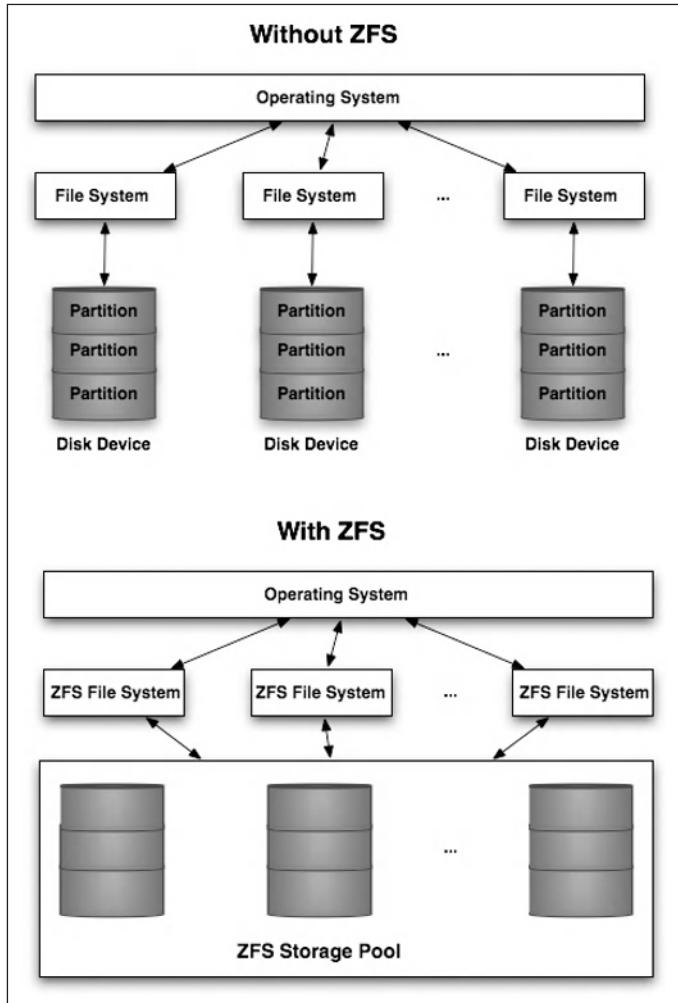 Without ZFS
Operating System
File System File System ... File System
Partition Partition Partition
Partition Partition ... Partition
Partition Partition Partition
Disk Device Disk Device Disk Device
With ZFS
Operating System
ZFS File System ZFS File System ... ZFS File System
...
ZFS Storage Pool